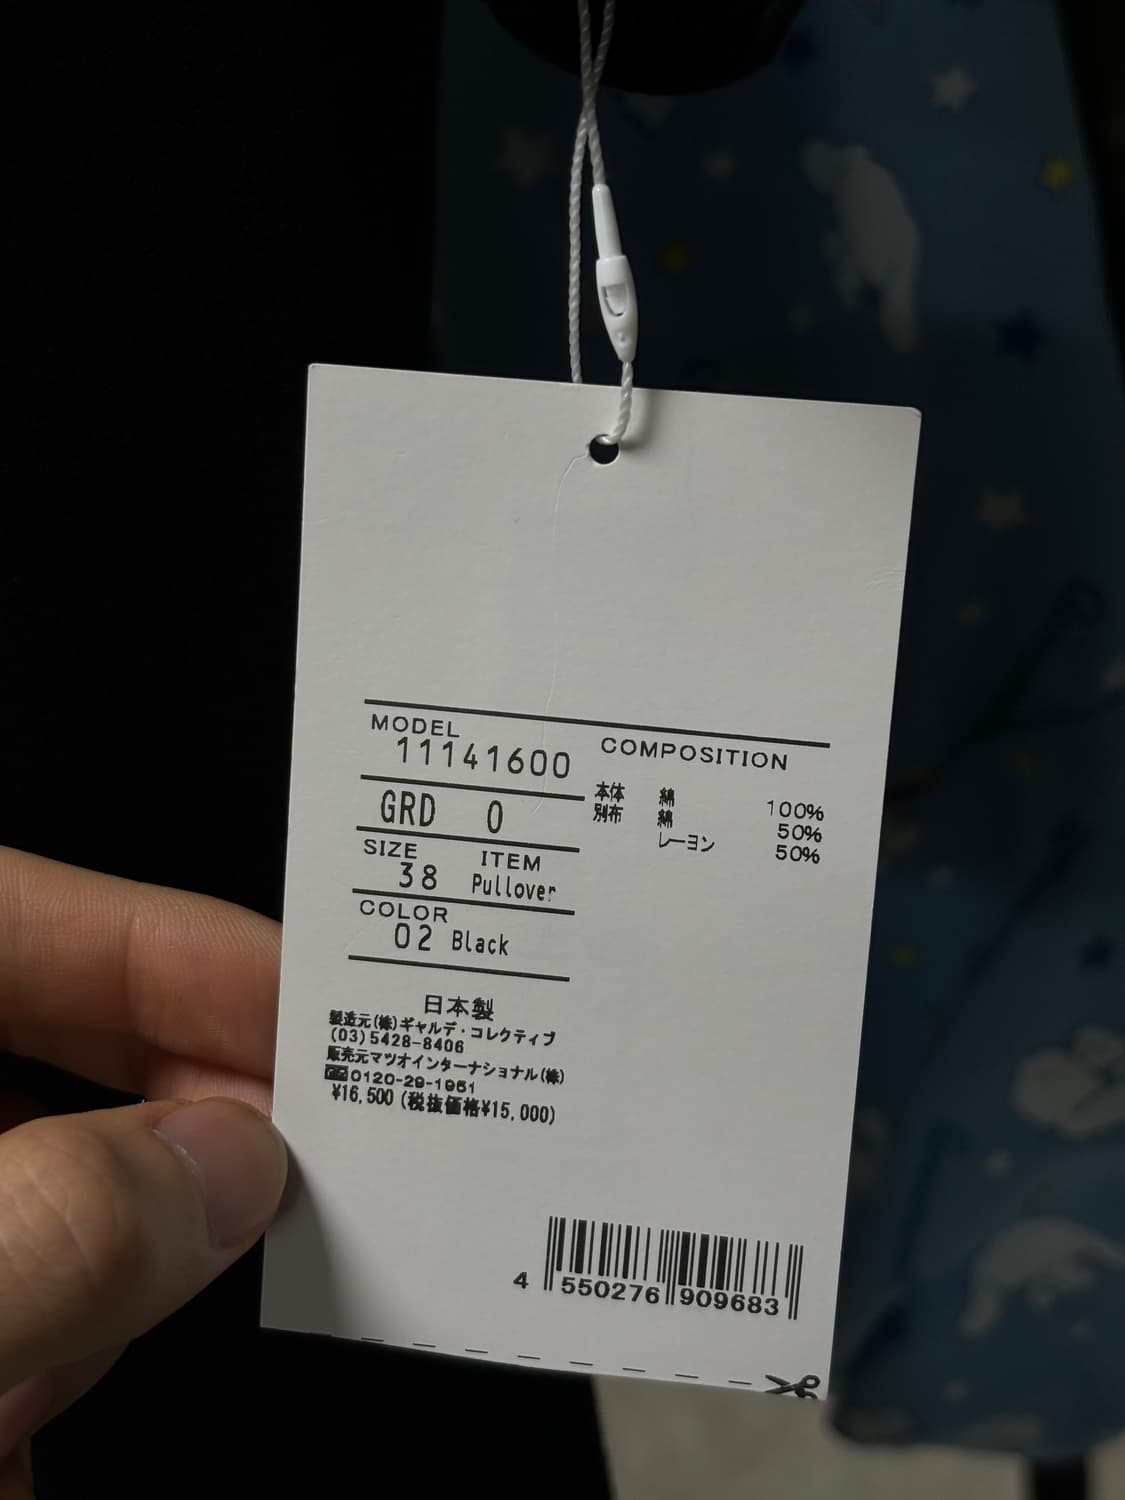 MODEL
11141600
GRD 0
SIZE ITEM
38 Pullover
COLOR
02 Black
COMPOSITION
本体 綿 100%
別布 綿 50%
レーヨン 50%
日本製
製造元(株)ギャルデ・コレクティブ
(03)5428-8406
販売元マツオインターナショナル(株)
0120-29-1951
¥16,500 (税抜価格¥15,000)
4 550276 909683